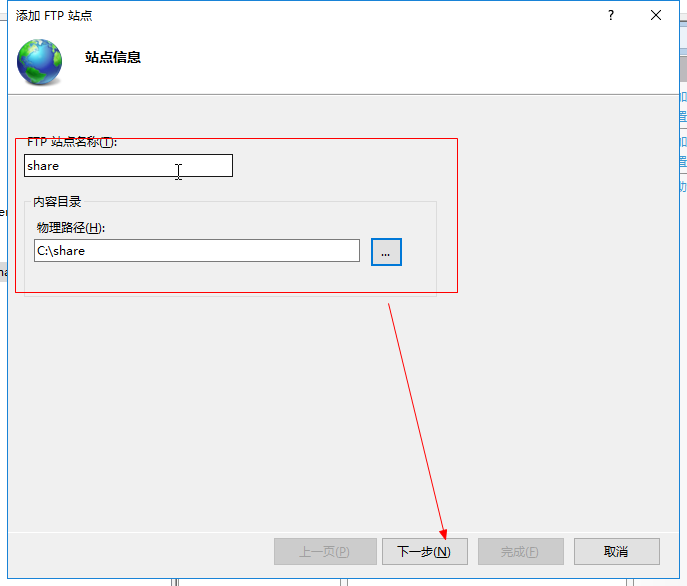 添加 FTP 站点
站点信息
FTP 站点名称(T):
share
内容目录
物理路径(H):
C:\share
...
上一页(P) 下一步(N) 完成(F) 取消